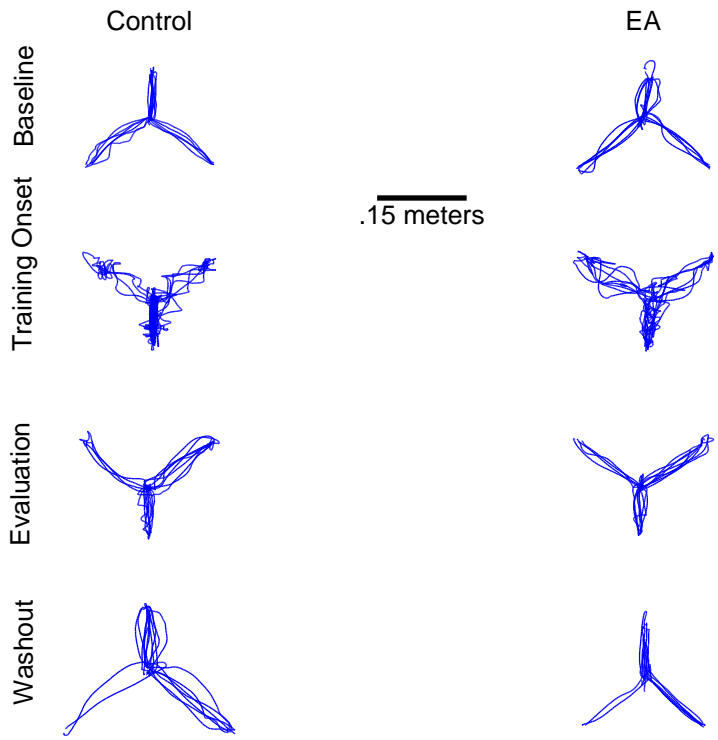 Control
EA
Baseline
.15 meters
Training Onset
Evaluation
Washout